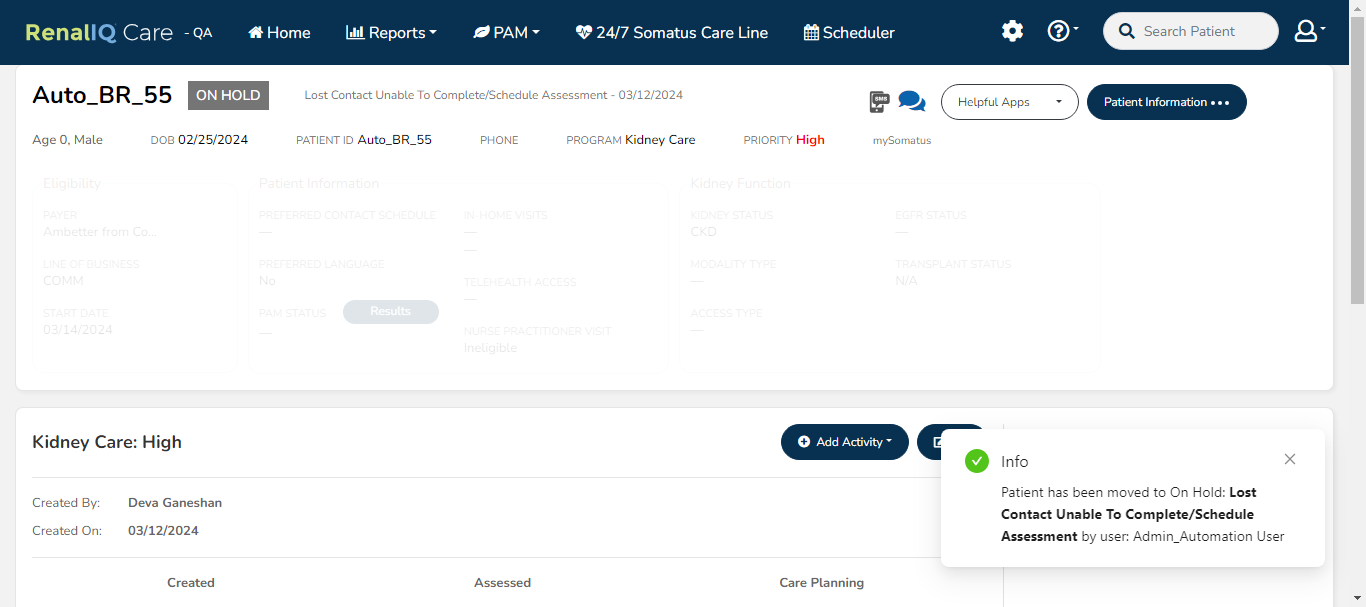 RenalIQ Care - QA Home Reports PAM 24/7 Somatus Care Line Scheduler Search Patient
Auto_BR_55 ON HOLD Lost Contact Unable To Complete/Schedule Assessment - 03/12/2024 SMS Helpful Apps Patient Information •••
Age 0, Male DOB 02/25/2024 PATIENT ID Auto_BR_55 PHONE PROGRAM Kidney Care PRIORITY High mySomatus
Eligibility
PAYER
Ambetter from Co...
LINE OF BUSINESS
COMM
START DATE
03/14/2024
Patient Information
PREFERRED CONTACT SCHEDULE
—
PREFERRED LANGUAGE
No
PAM STATUS Results
—
IN-HOME VISITS
—
—
TELEHEALTH ACCESS
—
NURSE PRACTITIONER VISIT
Ineligible
Kidney Function
KIDNEY STATUS
CKD
MODALITY TYPE
—
ACCESS TYPE
—
EGFR STATUS
—
TRANSPLANT STATUS
N/A
Kidney Care: High Add Activity
Created By: Deva Ganeshan
Created On: 03/12/2024
Created Assessed Care Planning
Info
Patient has been moved to On Hold: Lost
Contact Unable To Complete/Schedule
Assessment by user: Admin_Automation User